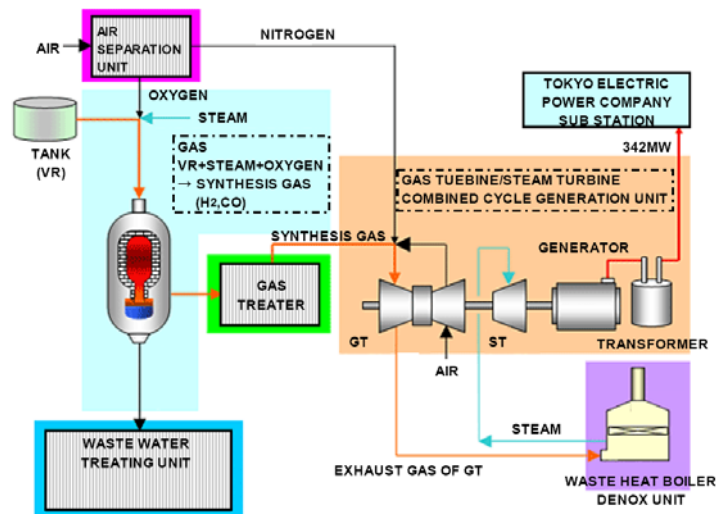 AIR
AIR
SEPARATION
UNIT
NITROGEN
OXYGEN
STEAM
TANK
(VR)
GAS
VR+STEAM+OXYGEN
→ SYNTHESIS GAS
(H2,CO)
TOKYO ELECTRIC
POWER COMPANY
SUB STATION
342MW
GAS TUEBINE/STEAM TURBINE
COMBINED CYCLE GENERATION UNIT
SYNTHESIS GAS
GENERATOR
GAS
TREATER
GT
ST
TRANSFORMER
AIR
STEAM
WASTE WATER
TREATING UNIT
EXHAUST GAS OF GT
WASTE HEAT BOILER
DENOX UNIT